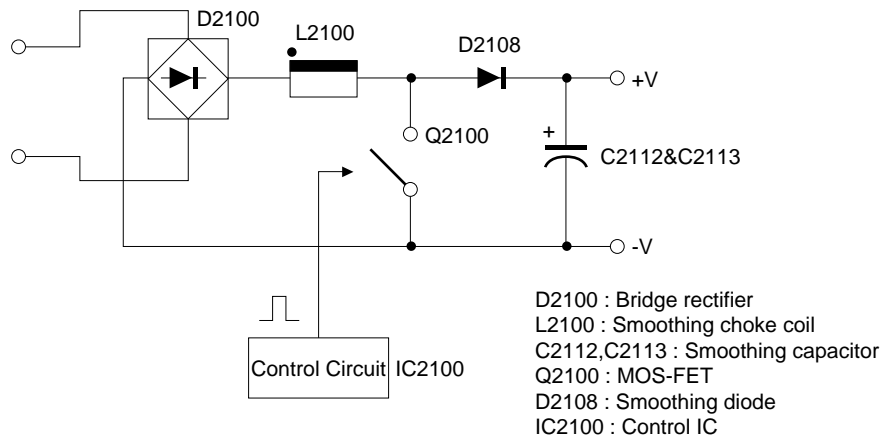 D2100
L2100
D2108
+V
Q2100
+
C2112&C2113
-V
Control Circuit
IC2100
D2100 : Bridge rectifier
L2100 : Smoothing choke coil
C2112,C2113 : Smoothing capacitor
Q2100 : MOS-FET
D2108 : Smoothing diode
IC2100 : Control IC